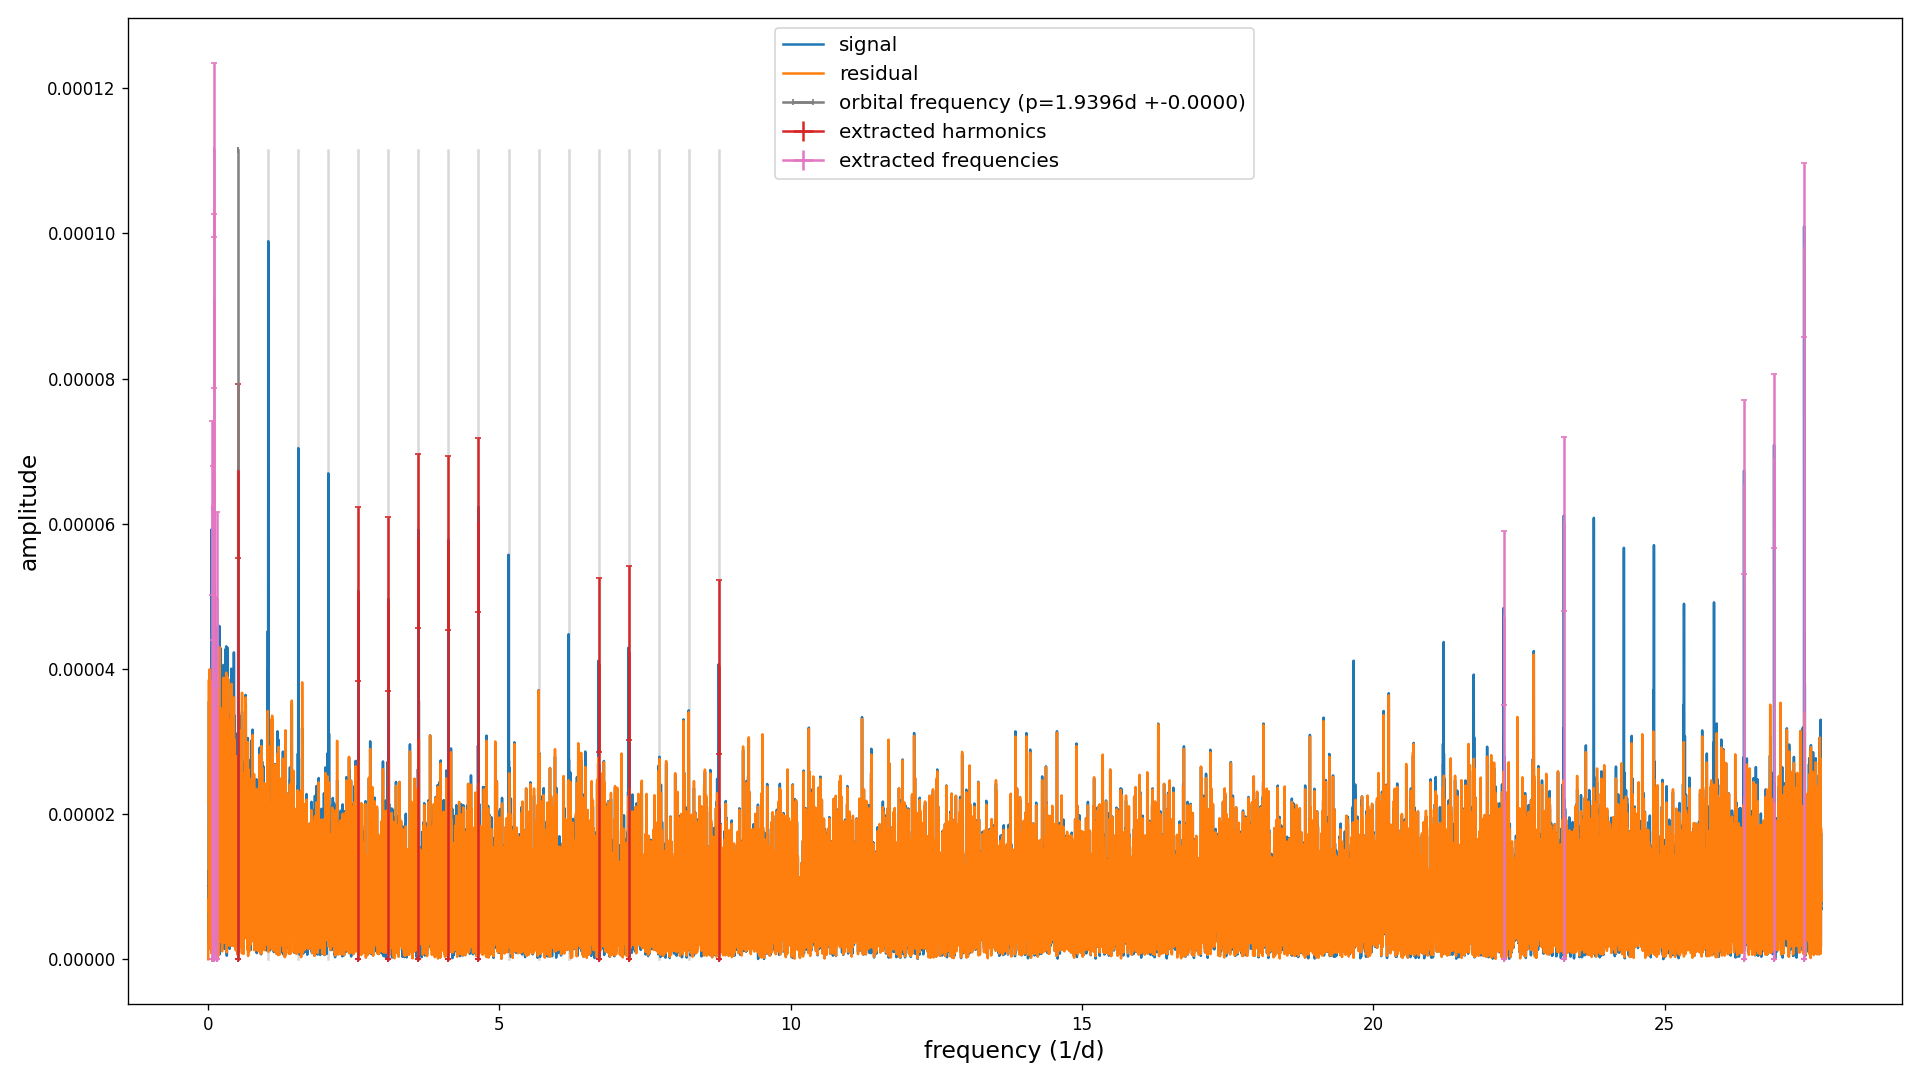 signal
residual
orbital frequency (p=1.9396d +-0.0000)
extracted harmonics
extracted frequencies
0.00012
0.00010
0.00008
0.00006
0.00004
0.00002
0.00000
amplitude
0 5 10 15 20 25
frequency (1/d)